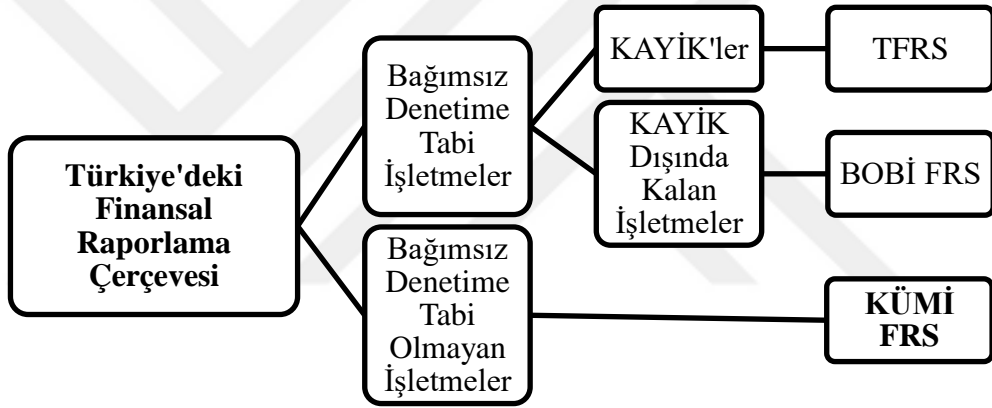 Türkiye'deki
Finansal
Raporlama
Çerçevesi
Bağımsız
Denetime
Tabi
İşletmeler
KAYİK'ler
TFRS
KAYİK
Dışında
Kalan
İşletmeler
BOBİ FRS
Bağımsız
Denetime
Tabi
Olmayan
İşletmeler
KÜMİ
FRS